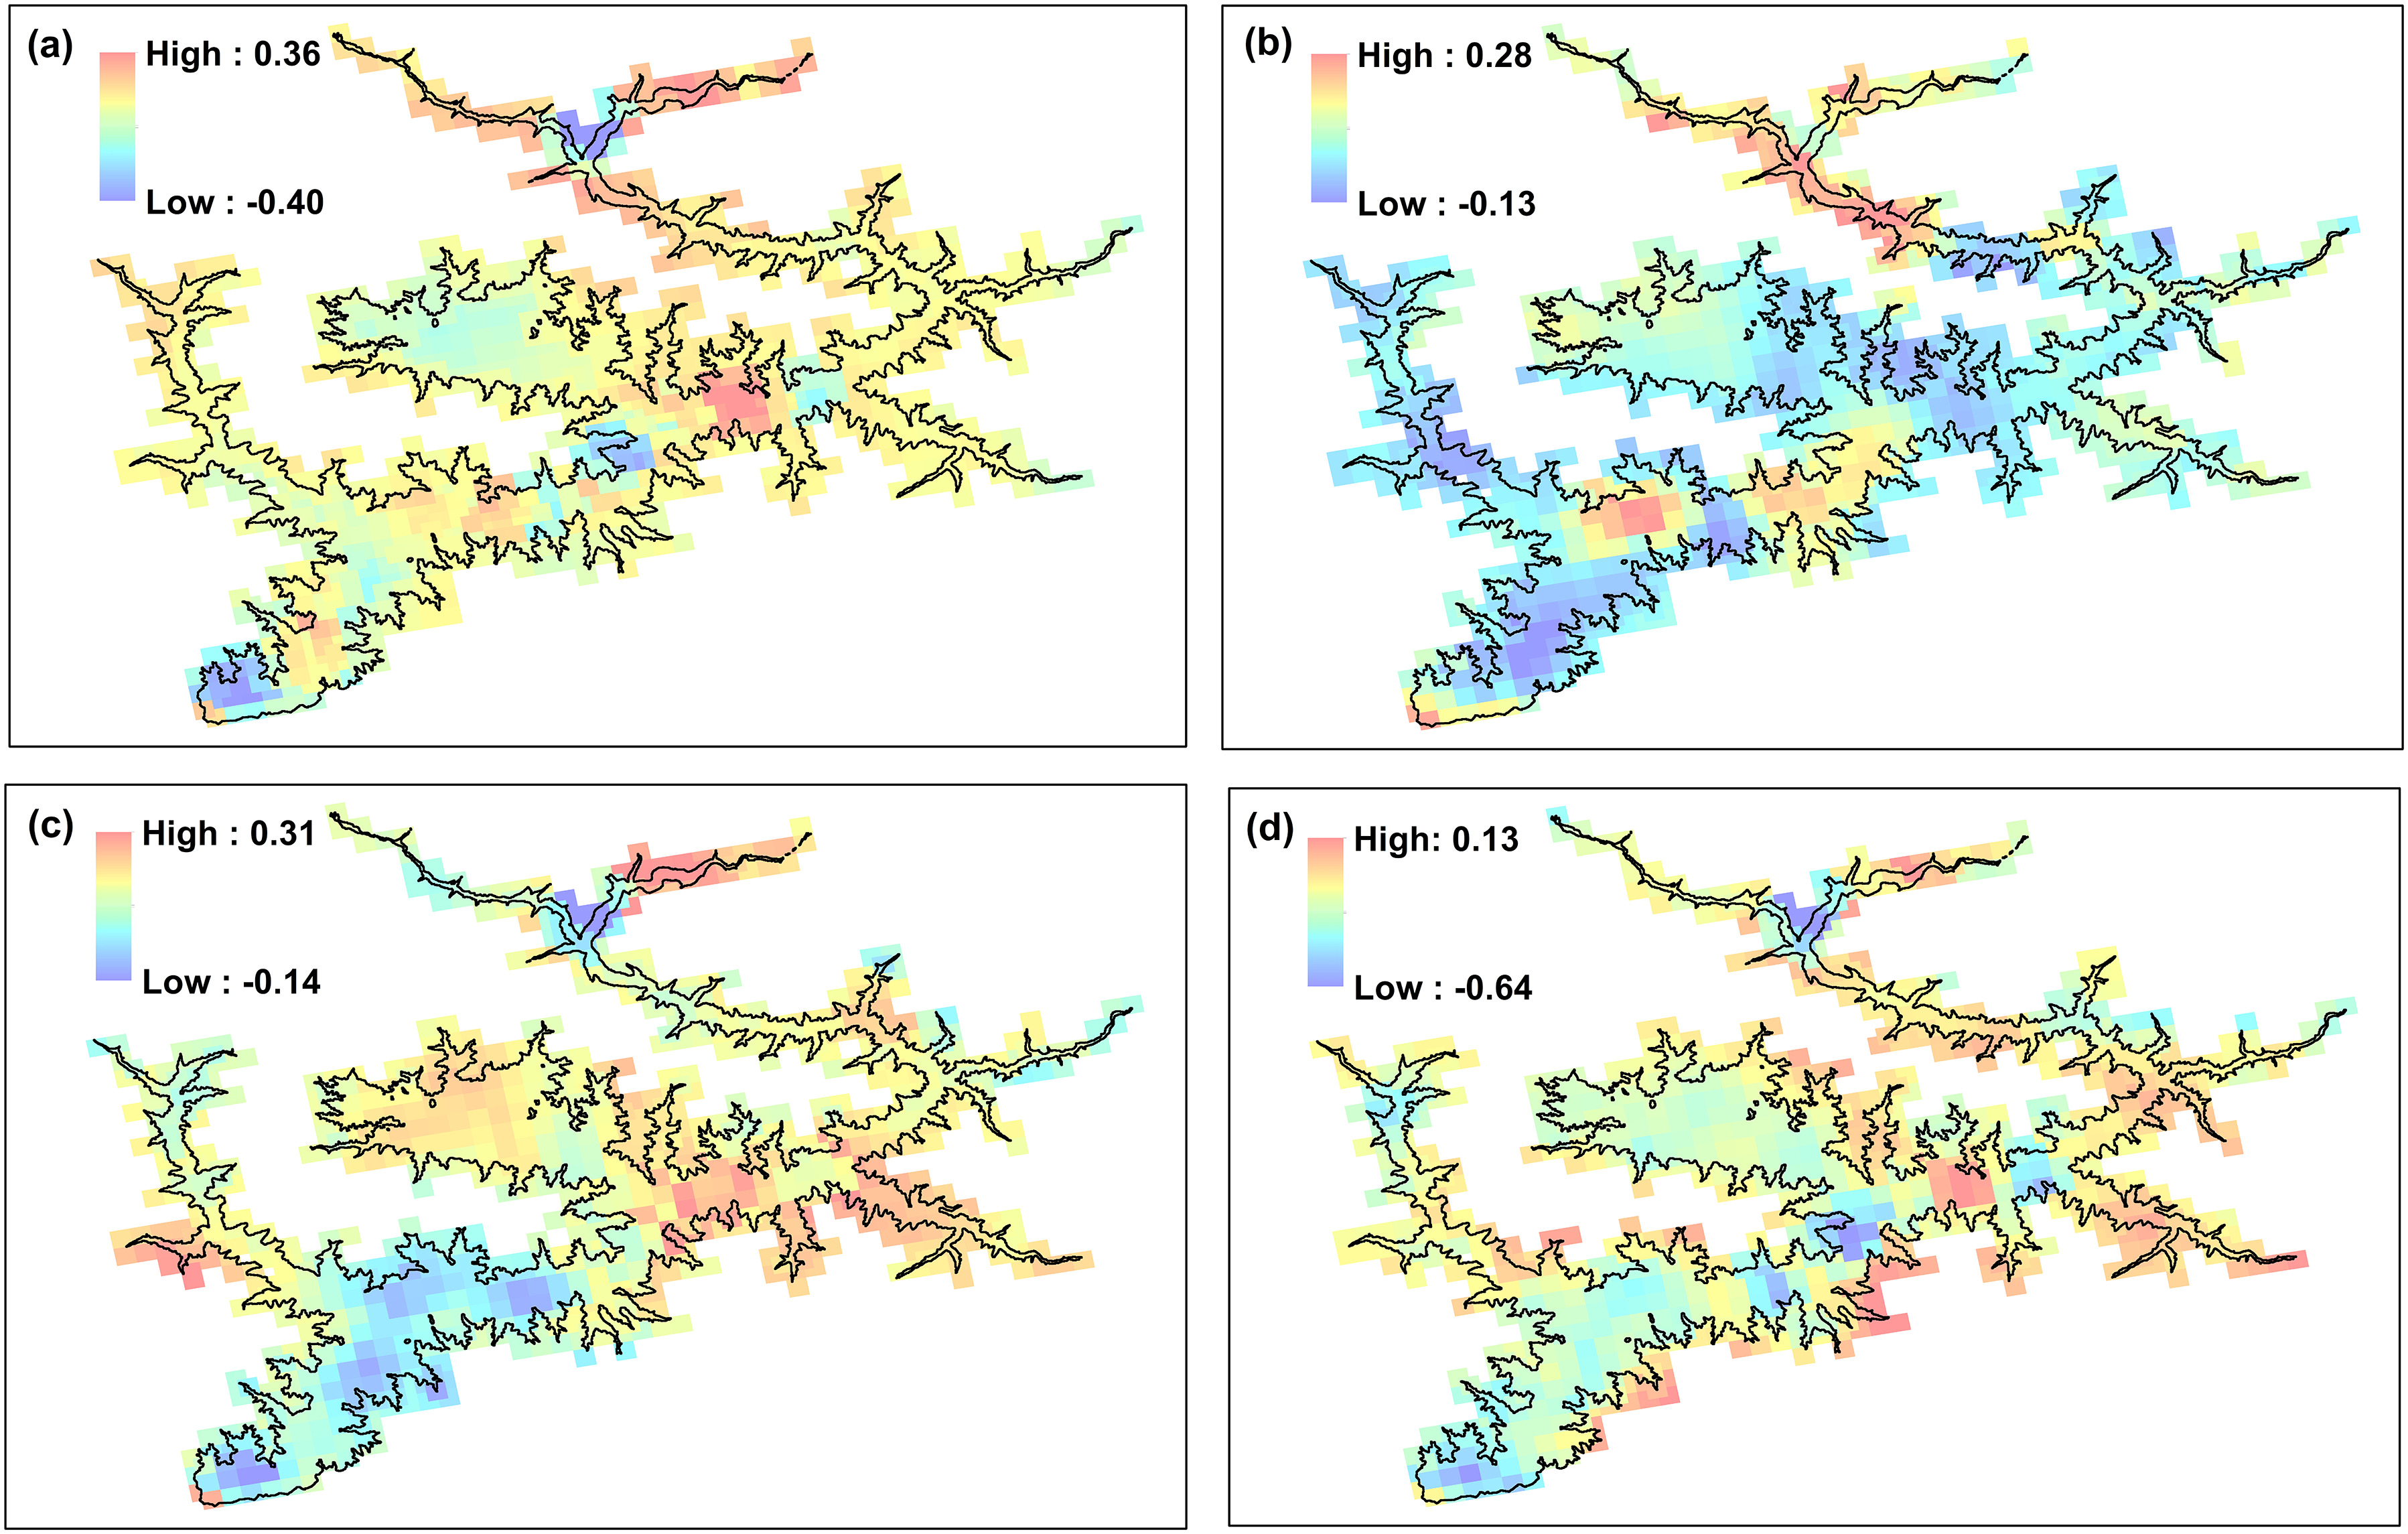 (a)
High : 0.36
Low : -0.40
(b)
High : 0.28
Low : -0.13
(c)
High : 0.31
Low : -0.14
(d)
High: 0.13
Low : -0.64